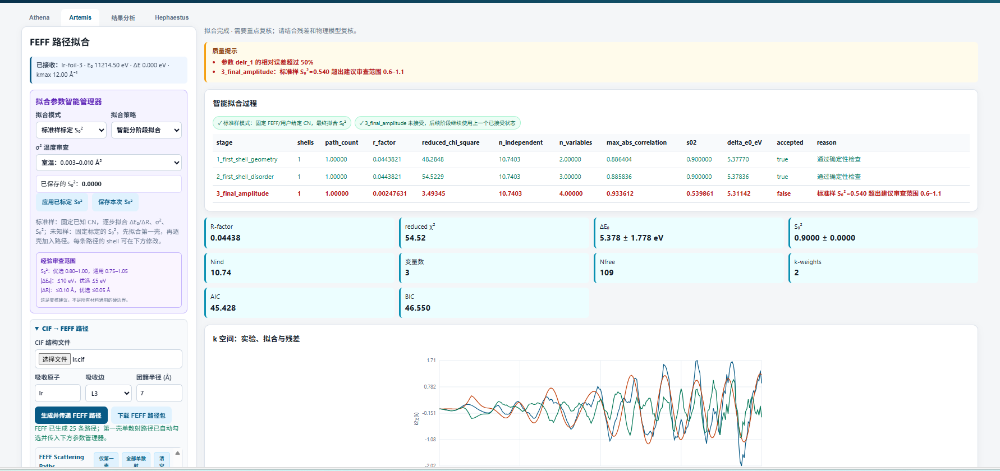 Athena Artemis 结果分析 Hephaestus
FEFF 路径拟合
已接收：Ir-foil-3 · E₀ 11214.50 eV · ΔE 0.000 eV ·
kmax 12.00 Å⁻¹
拟合参数智能管理器
拟合模式 拟合策略
标准样标定 S₀² 智能分阶段拟合
σ² 温度审查
室温：0.003–0.010 Å²
已保存的 S₀²：0.0000
应用已标定 S₀² 保存本次 S₀²
标准样：固定已知 CN，逐步拟合 ΔE₀/ΔR、σ²、
S₀²；未知样：固定标定的 S₀²，先拟合第一壳，再逐
壳加入路径。每条路径的 shell 可在下方修改。
经验审查范围
S₀²：优选 0.80–1.00，通用 0.75–1.05
|ΔE₀|：≤10 eV，优选 ≤5 eV
|ΔR|：≤0.10 Å，优选 ≤0.05 Å
这是复核建议，不是所有材料通用的硬边界。
▼ CIF → FEFF 路径
CIF 结构文件
选择文件 Ir.cif
吸收原子 吸收边 团簇半径 (Å)
Ir L3 7
生成并传递 FEFF 路径 下载 FEFF 路径包
FEFF 已生成 25 条路径；第一壳单散射路径已自动勾
选并传入下方参数管理器。
FEFF Scattering
Paths
仅第一
壳
全部单散
射
清
空
拟合完成 · 需要重点复核；请结合残差和物理模型复核。
质量提示
• 参数 delr_1 的相对误差超过 50%
• 3_final_amplitude：标准样 S₀²=0.540 超出建议审查范围 0.6–1.1
智能拟合过程
✓ 标准样模式：固定 FEFF/用户给定 CN，最终拟合 S₀² ✓ 3_final_amplitude 未接受，后续阶段继续使用上一个已接受状态
stage shells path_count r_factor reduced_chi_square n_independent n_variables max_abs_correlation s02 delta_e0_eV accepted reason
1_first_shell_geometry 1 1.00000 0.0443821 48.2848 10.7403 2.00000 0.886404 0.900000 5.37770 true 通过确定性检查
2_first_shell_disorder 1 1.00000 0.0443821 54.5229 10.7403 3.00000 0.885836 0.900000 5.37836 true 通过确定性检查
3_final_amplitude 1 1.00000 0.00247631 3.49345 10.7403 4.00000 0.933612 0.539861 5.31142 false 标准样 S₀²=0.540 超出建议审查范围 0.6–1.1
R-factor reduced χ² ΔE₀ S₀²
0.04438 54.52 5.378 ± 1.778 eV 0.9000 ± 0.0000
Nind 变量数 Nfree k-weights
10.74 3 109 2
AIC BIC
45.428 46.550
k 空间：实验、拟合与残差
1.71
0.782
-0.151
-1.08
-2.02
k2χ(k)